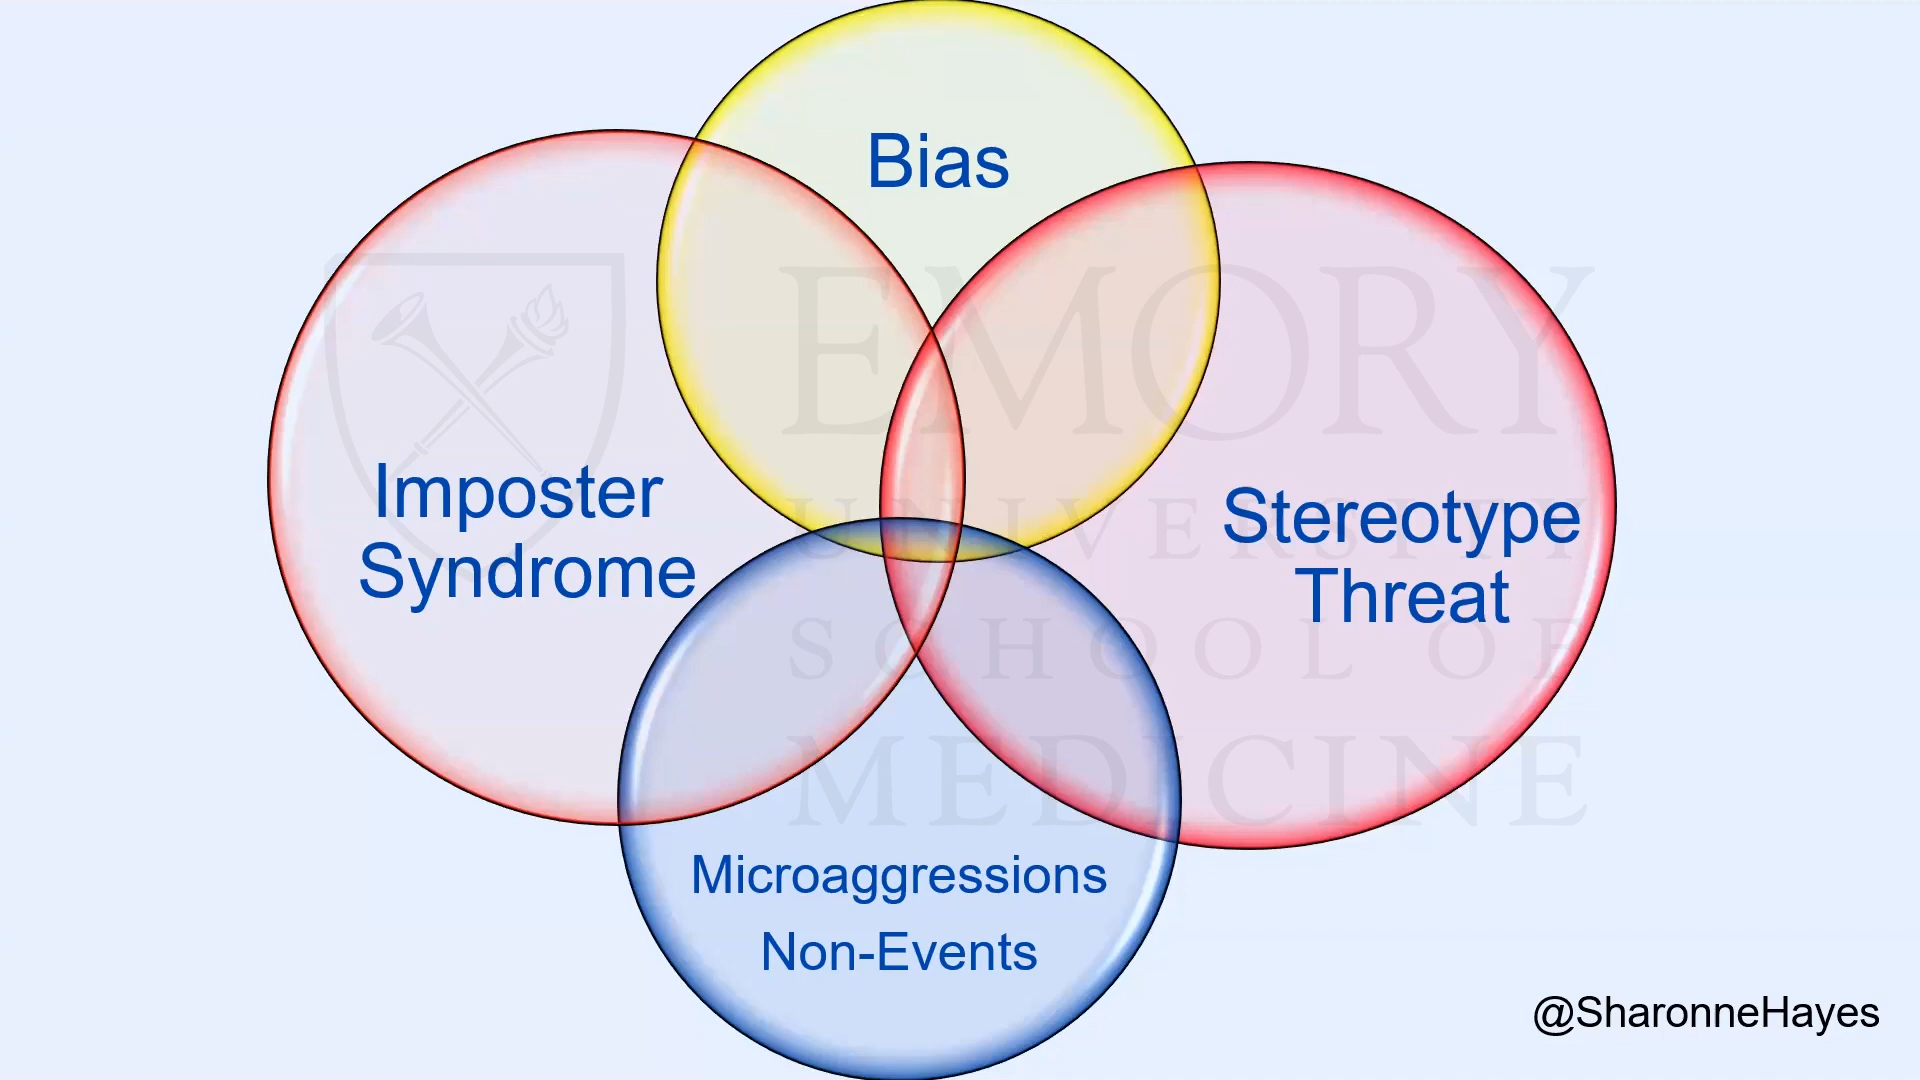 Bias
Imposter
Syndrome
Stereotype
Threat
EMORY
UNIVERSITY
SCHOOL OF
MEDICINE
Microaggressions
Non-Events
@SharonneHayes